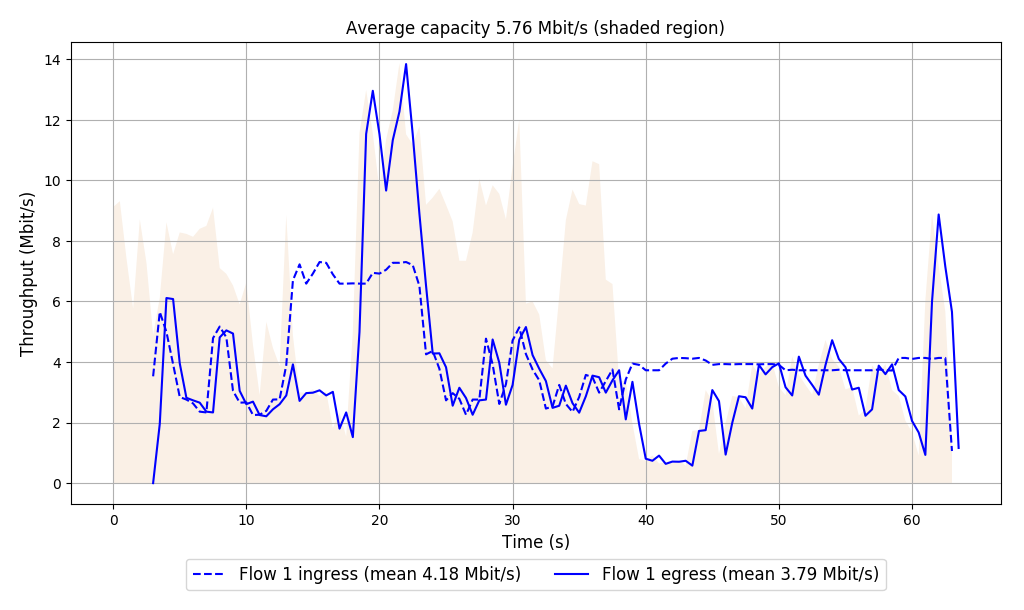 Average capacity 5.76 Mbit/s (shaded region)
Throughput (Mbit/s)
14
12
10
8
6
4
2
0
0 10 20 30 40 50 60
Time (s)
Flow 1 ingress (mean 4.18 Mbit/s) Flow 1 egress (mean 3.79 Mbit/s)